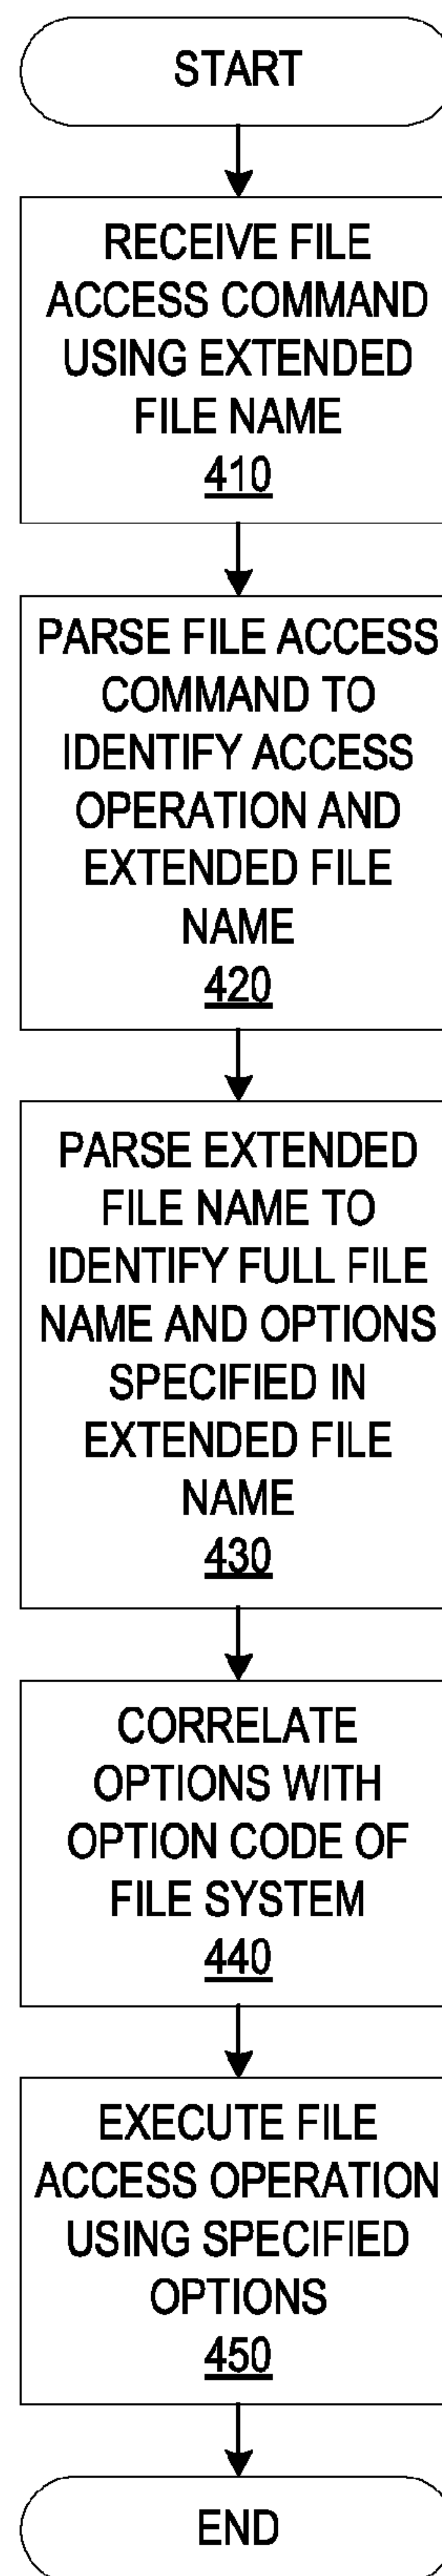 START
RECEIVE FILE
ACCESS COMMAND
USING EXTENDED
FILE NAME
410
PARSE FILE ACCESS
COMMAND TO
IDENTIFY ACCESS
OPERATION AND
EXTENDED FILE
NAME
420
PARSE EXTENDED
FILE NAME TO
IDENTIFY FULL FILE
NAME AND OPTIONS
SPECIFIED IN
EXTENDED FILE
NAME
430
CORRELATE
OPTIONS WITH
OPTION CODE OF
FILE SYSTEM
440
EXECUTE FILE
ACCESS OPERATION
USING SPECIFIED
OPTIONS
450
END